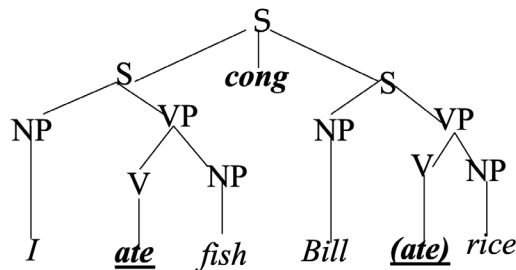 S
S cong S
NP VP NP VP
V NP V NP
I ate fish Bill (ate) rice